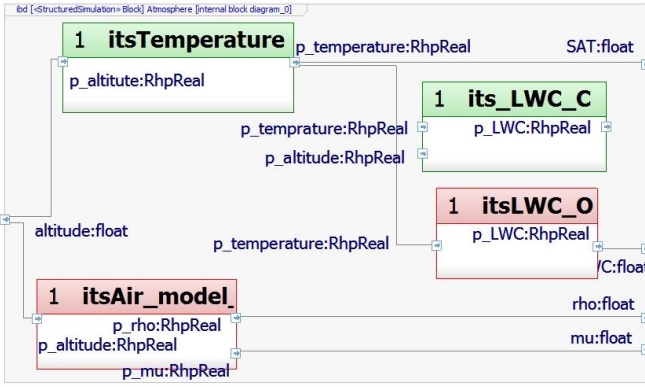 ibd [«StructuredSimulation» Block] Atmosphere [internal block diagram_0]
1 itsTemperature
p_temperature:RhpReal
SAT:float
p_altitute:RhpReal
1 its_LWC_C
p_temprature:RhpReal
p_LWC:RhpReal
p_altitude:RhpReal
1 itsLWC_O
altitude:float
p_temperature:RhpReal
p_LWC:RhpReal
/C:float
1 itsAir_model_
rho:float
p_rho:RhpReal
p_altitude:RhpReal
mu:float
p_mu:RhpReal